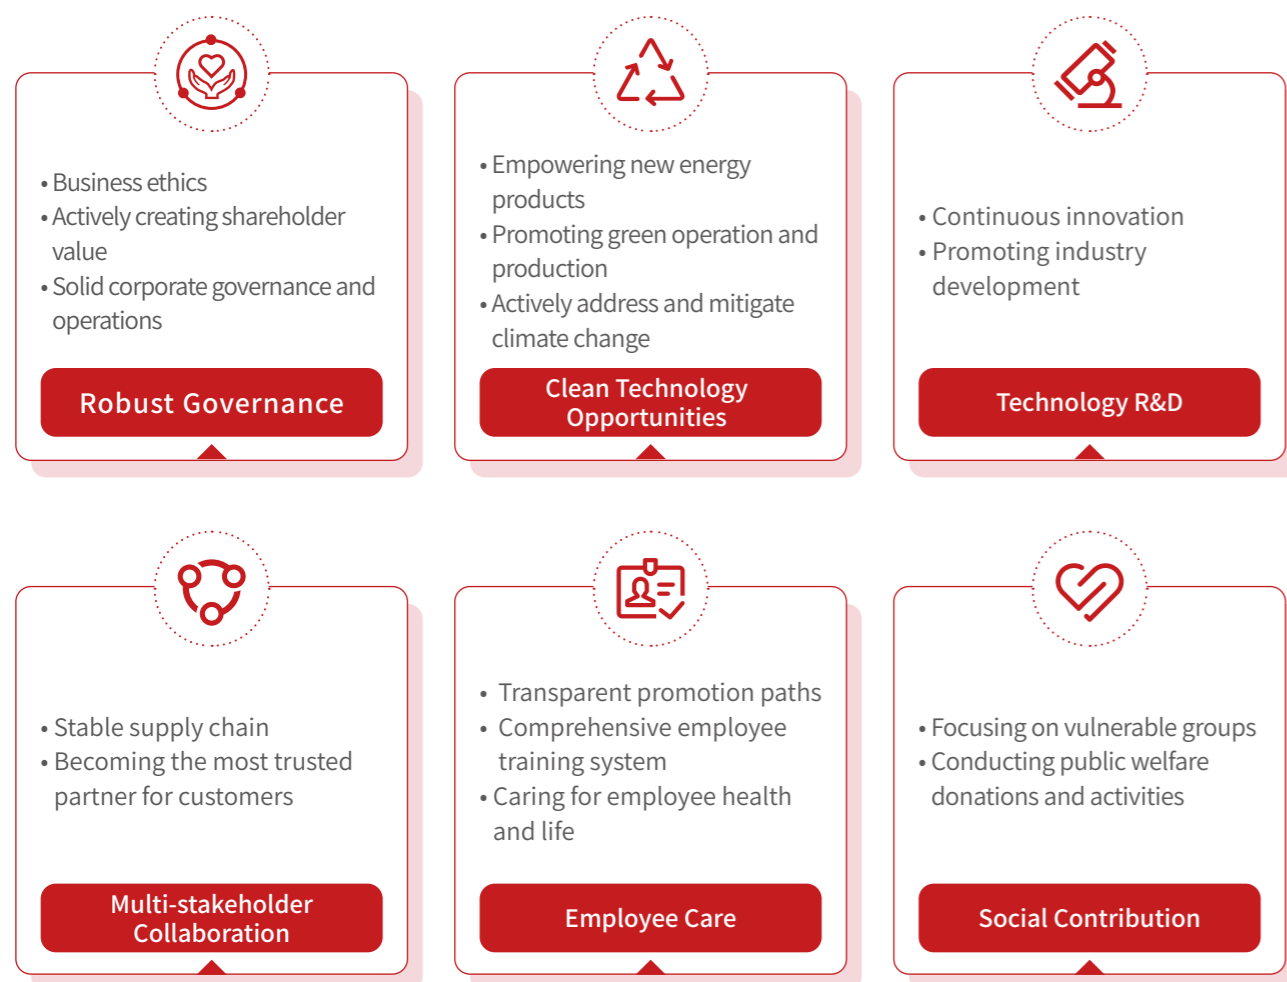 • Business ethics
• Actively creating shareholder
value
• Solid corporate governance and
operations
Robust Governance
• Empowering new energy
products
• Promoting green operation and
production
• Actively address and mitigate
climate change
Clean Technology
Opportunities
• Continuous innovation
• Promoting industry
development
Technology R&D
• Stable supply chain
• Becoming the most trusted
partner for customers
Multi-stakeholder
Collaboration
• Transparent promotion paths
• Comprehensive employee
training system
• Caring for employee health
and life
Employee Care
• Focusing on vulnerable groups
• Conducting public welfare
donations and activities
Social Contribution